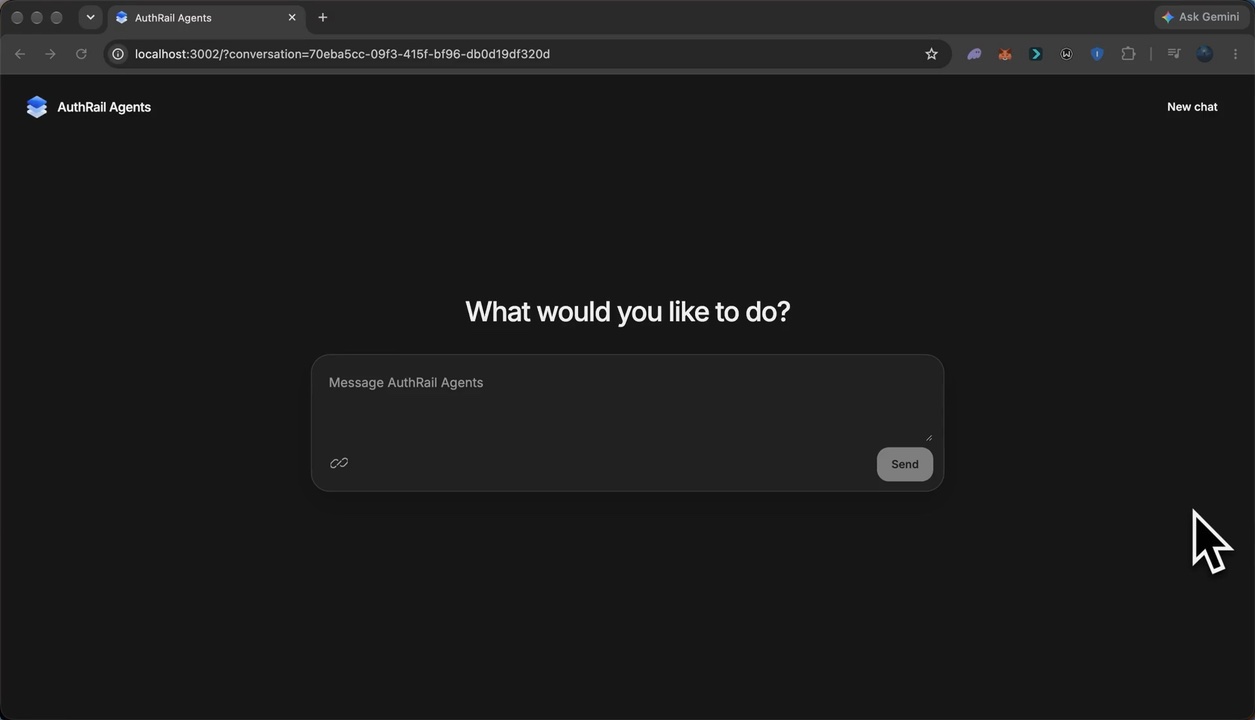 AuthRail Agents
Ask Gemini
localhost:3002/?conversation=70eba5cc-09f3-415f-bf96-db0d19df320d
AuthRail Agents
New chat
What would you like to do?
Message AuthRail Agents
Send